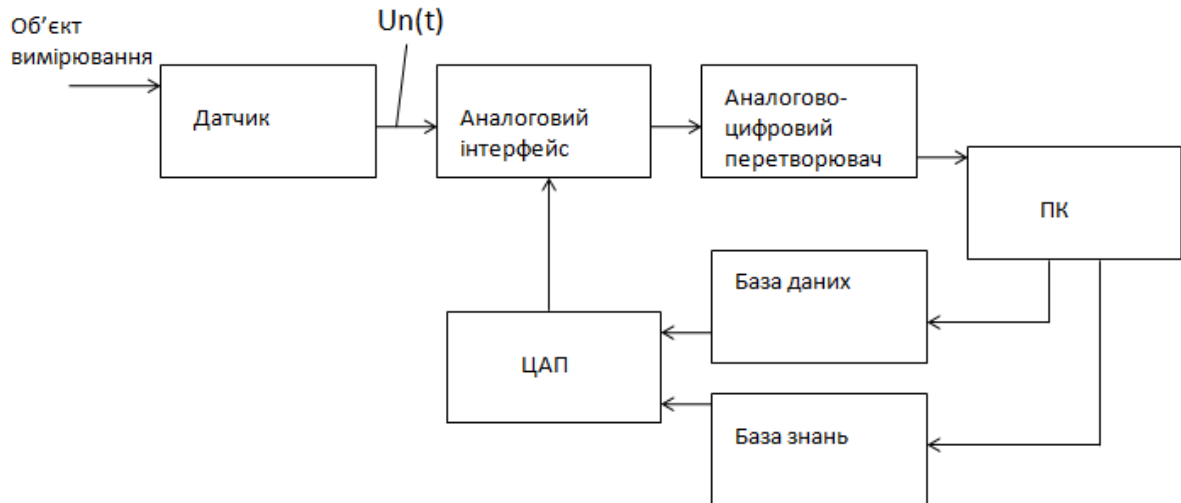 Об’єкт
вимірювання
Un(t)
Датчик
Аналоговий
інтерфейс
Аналогово-
цифровий
перетворювач
ПК
База даних
ЦАП
База знань